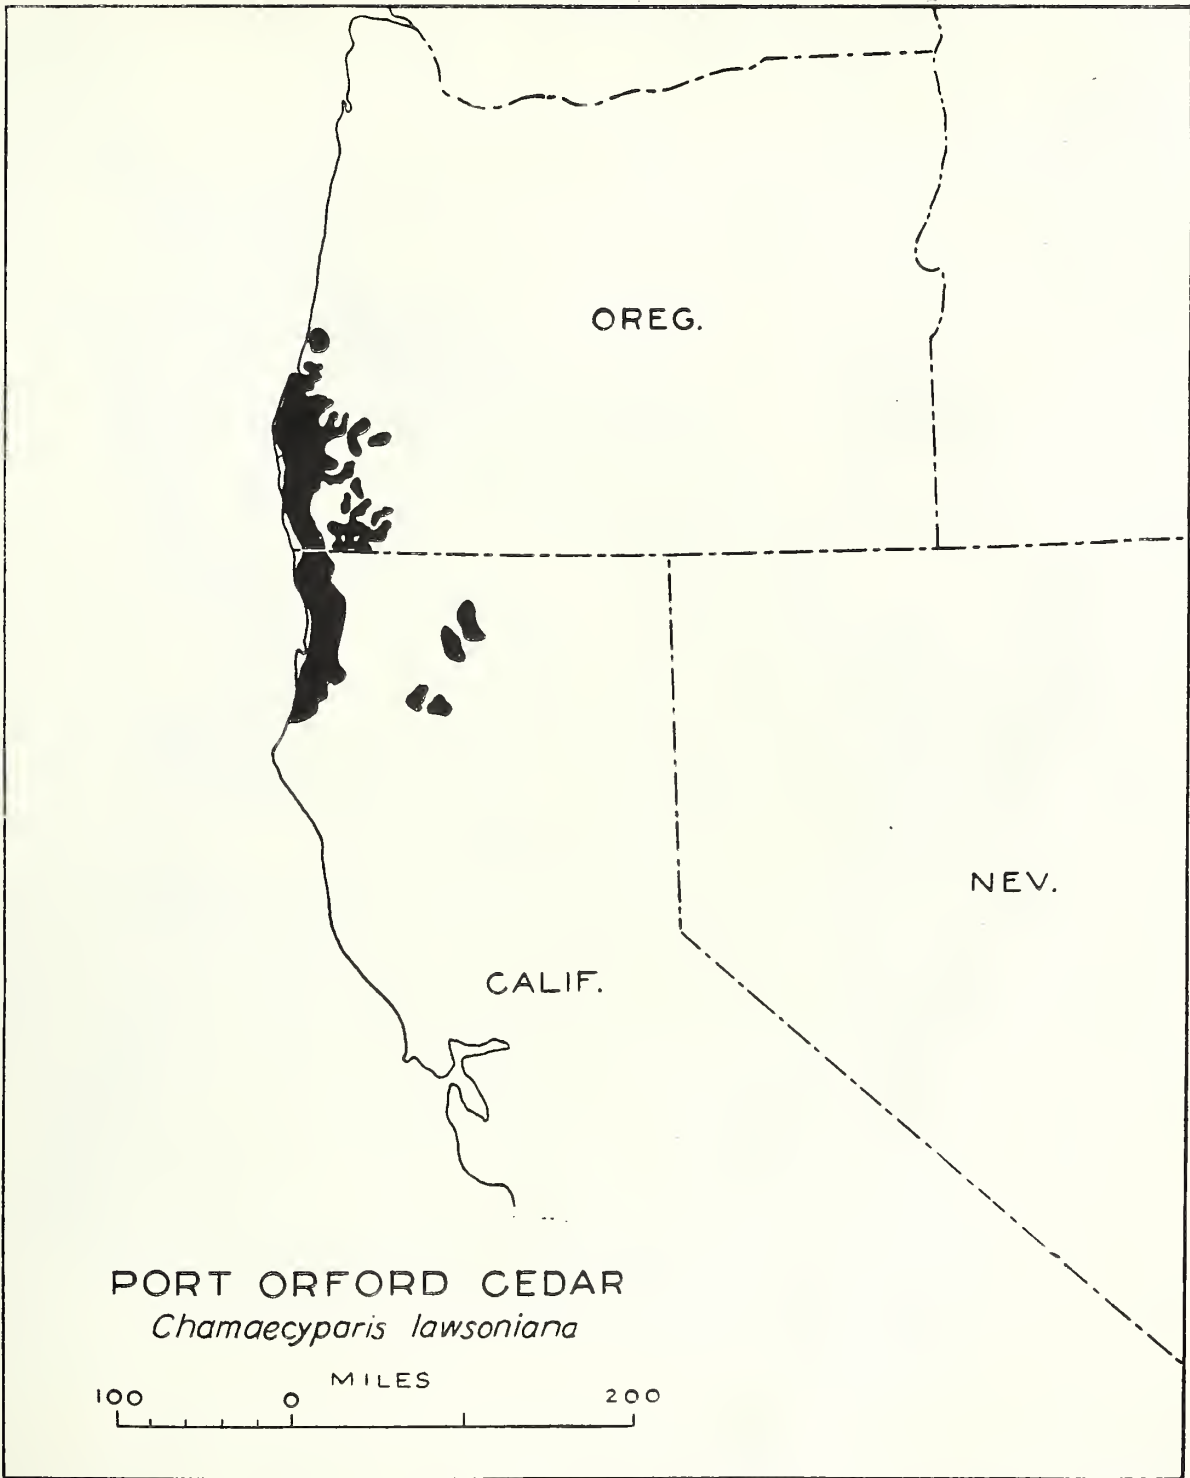 OREG.
NEV.
CALIF.
PORT ORFORD CEDAR
Chamaecyparis lawsoniana
MILES
100 0 200